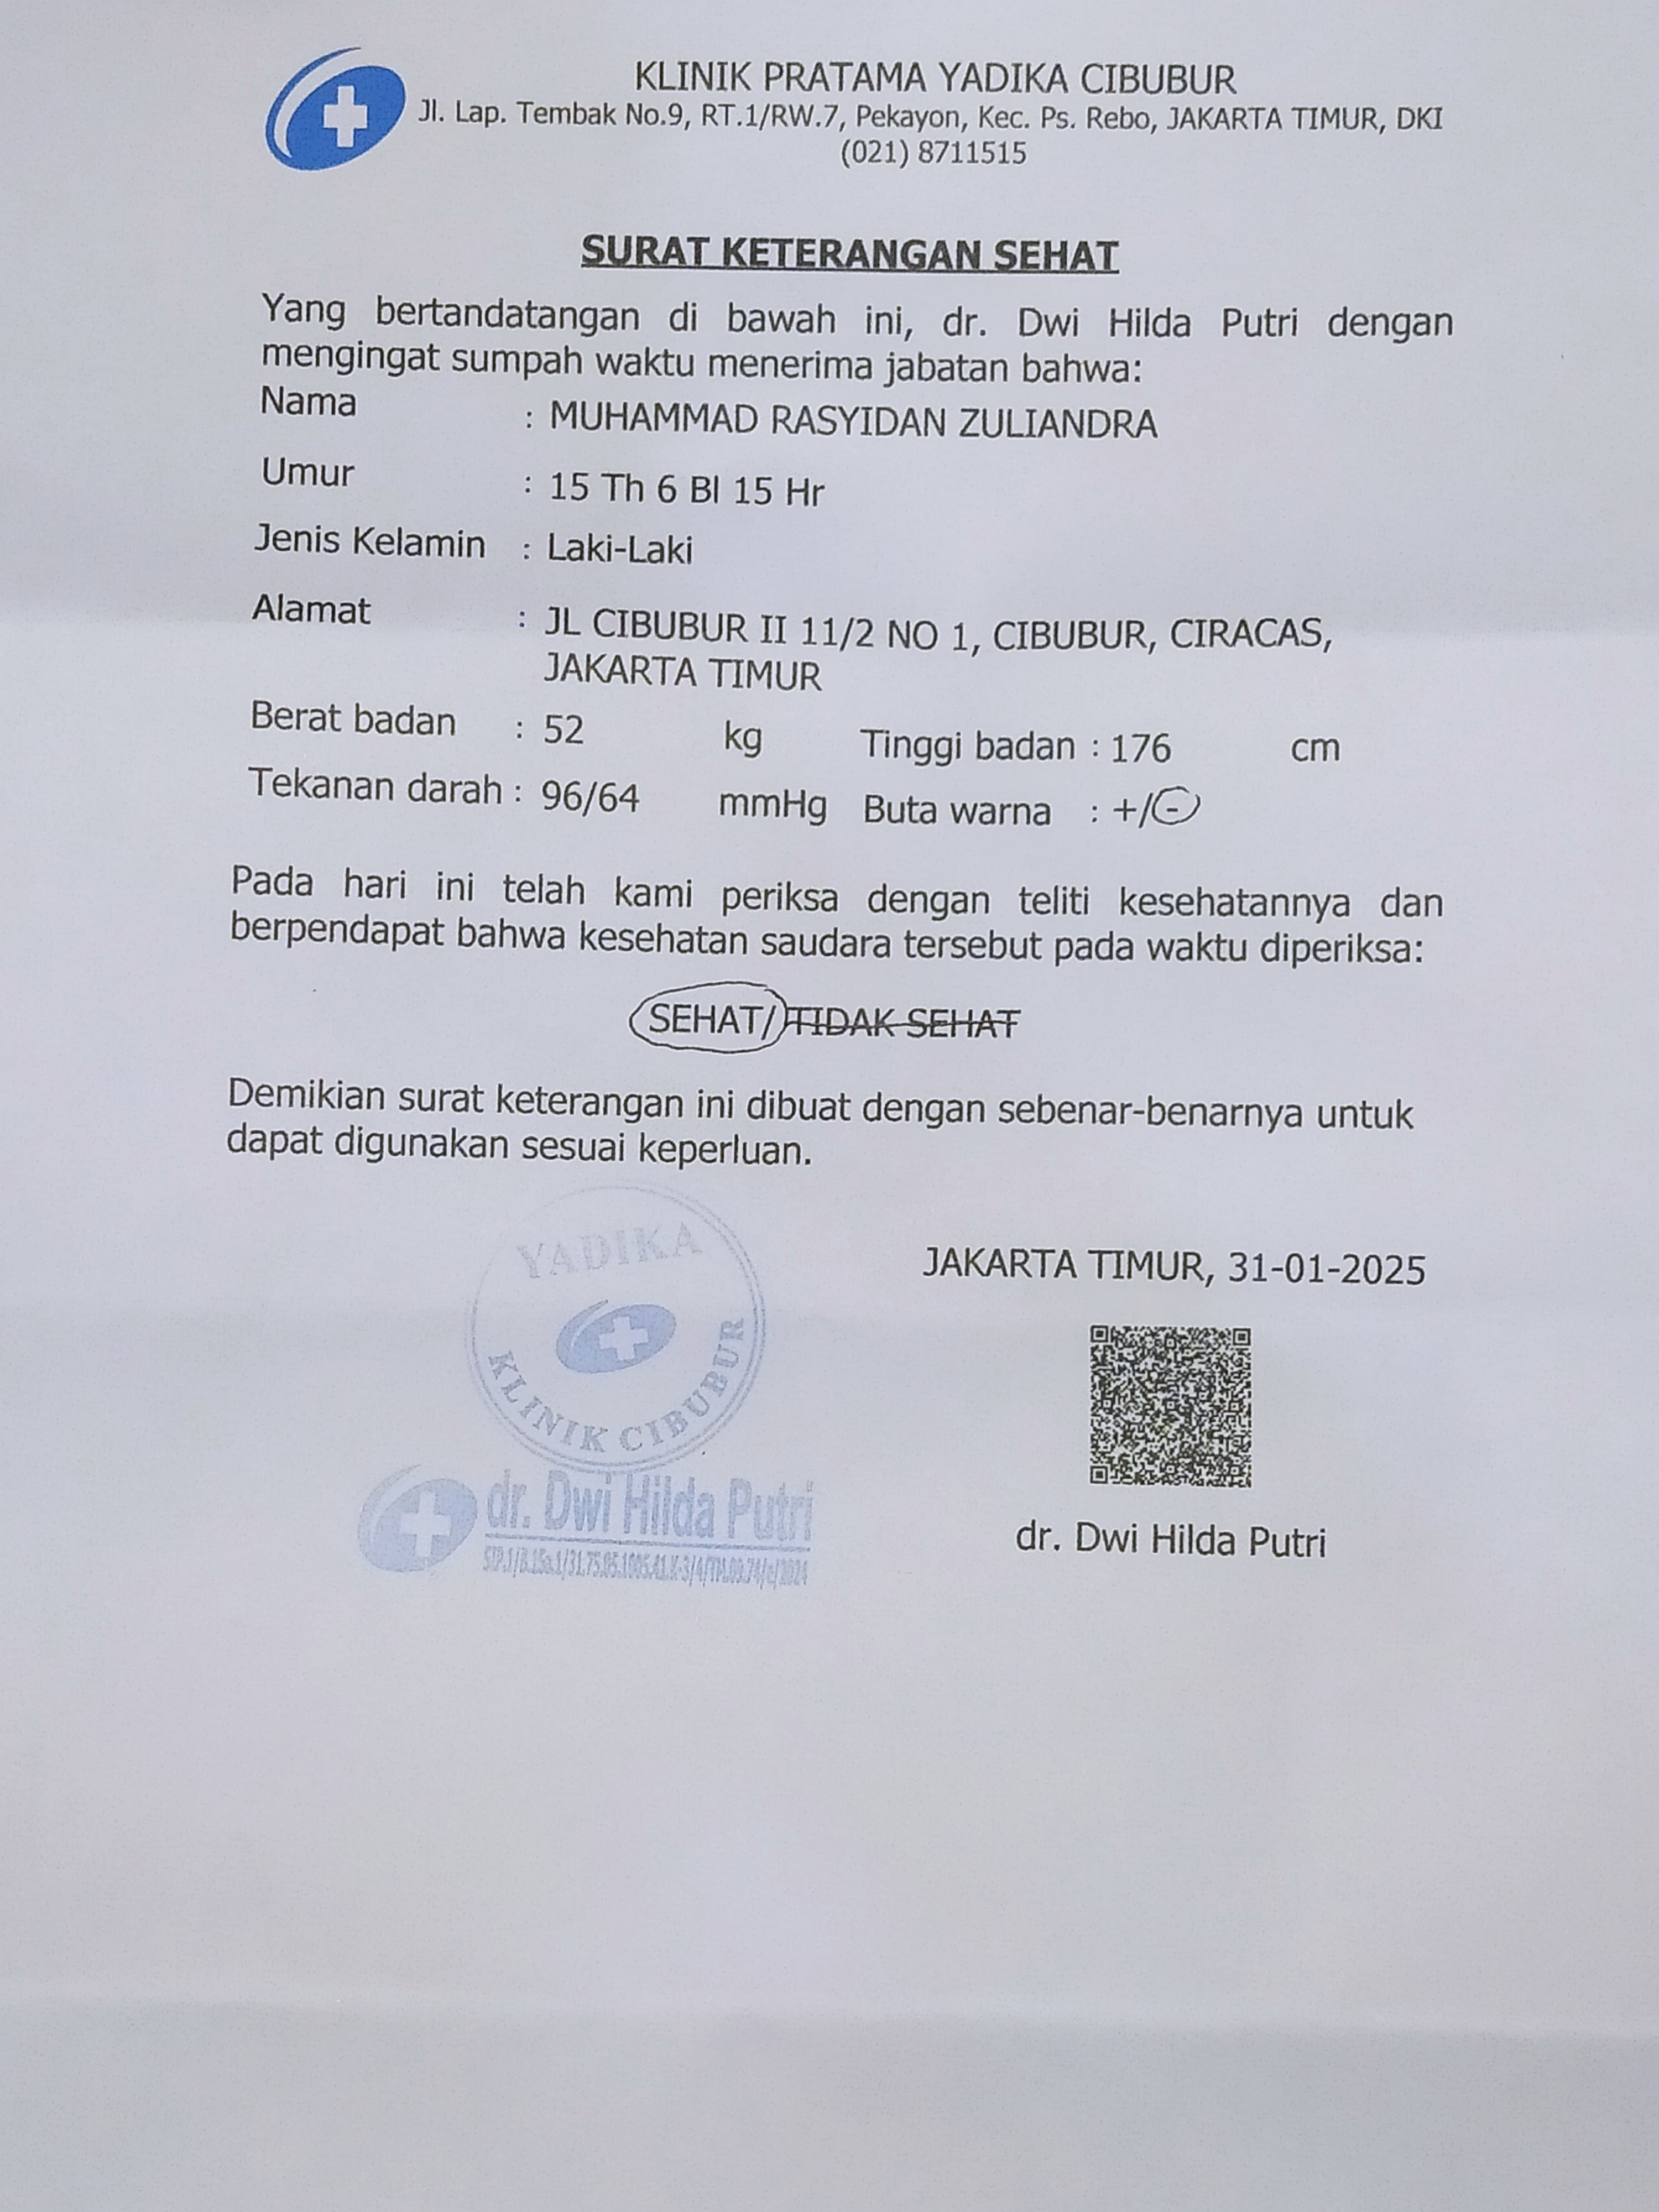 KLINIK PRATAMA YADIKA CIBUBUR
Jl. Lap. Tembak No.9, RT.1/RW.7, Pekayon, Kec. Ps. Rebo, JAKARTA TIMUR, DKI
(021) 8711515
SURAT KETERANGAN SEHAT
Yang bertandatangan di bawah ini, dr. Dwi Hilda Putri dengan
mengingat sumpah waktu menerima jabatan bahwa:
Nama : MUHAMMAD RASYIDAN ZULIANDRA
Umur : 15 Th 6 Bl 15 Hr
Jenis Kelamin : Laki-Laki
Alamat : JL CIBUBUR II 11/2 NO 1, CIBUBUR, CIRACAS,
JAKARTA TIMUR
Berat badan : 52 kg Tinggi badan : 176 cm
Tekanan darah : 96/64 mmHg Buta warna : +/-
Pada hari ini telah kami periksa dengan teliti kesehatannya dan
berpendapat bahwa kesehatan saudara tersebut pada waktu diperiksa:
SEHAT/TIDAK SEHAT
Demikian surat keterangan ini dibuat dengan sebenar-benarnya untuk
dapat digunakan sesuai keperluan.
YADIKA
KLINIK CIBUBUR
JAKARTA TIMUR, 31-01-2025
dr. Dwi Hilda Putri
dr. Dwi Hilda Putri